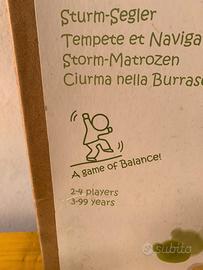 Sturm-Segler
Tempete et Naviga
Storm-Matrozen
Ciurma nella Burrasc
A game of Balance!
2-4 players
3-99 years
subito